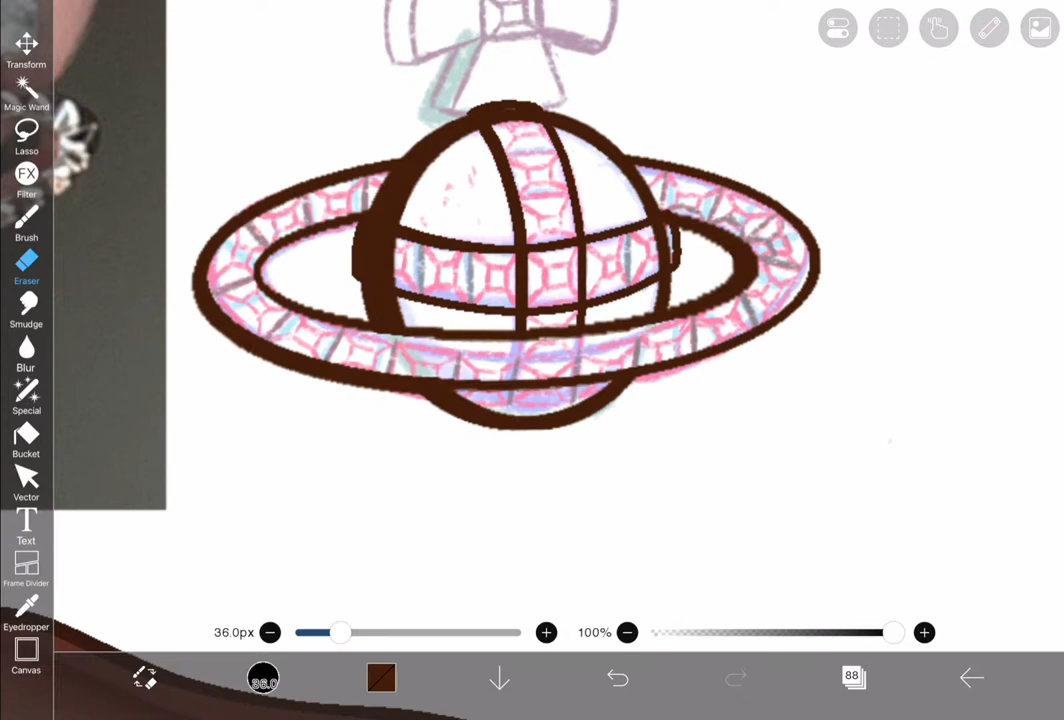 Transform
Magic Wand
Lasso
FX
Filter
Brush
Eraser
Smudge
Blur
Special
Bucket
Vector
T
Text
Frame Divider
Eyedropper
Canvas
36.0px
100%
36.0
88